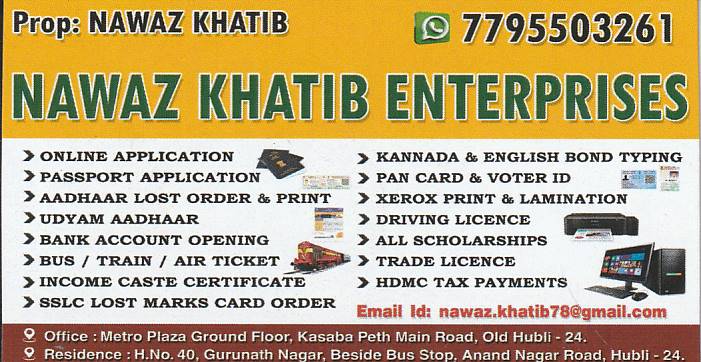 Prop: NAWAZ KHATIB
7795503261
NAWAZ KHATIB ENTERPRISES
ONLINE APPLICATION
PASSPORT APPLICATION
AADHAAR LOST ORDER & PRINT
UDYAM AADHAAR
BANK ACCOUNT OPENING
BUS / TRAIN / AIR TICKET
INCOME CASTE CERTIFICATE
SSLC LOST MARKS CARD ORDER
KANNADA & ENGLISH BOND TYPING
PAN CARD & VOTER ID
XEROX PRINT & LAMINATION
DRIVING LICENCE
ALL SCHOLARSHIPS
TRADE LICENCE
HDMC TAX PAYMENTS
Email Id: nawaz.khatib78@gmail.com
Office : Metro Plaza Ground Floor, Kasaba Peth Main Road, Old Hubli - 24.
Residence : H.No. 40, Gurunath Nagar, Beside Bus Stop, Anand Nagar Road, Hubli - 24.